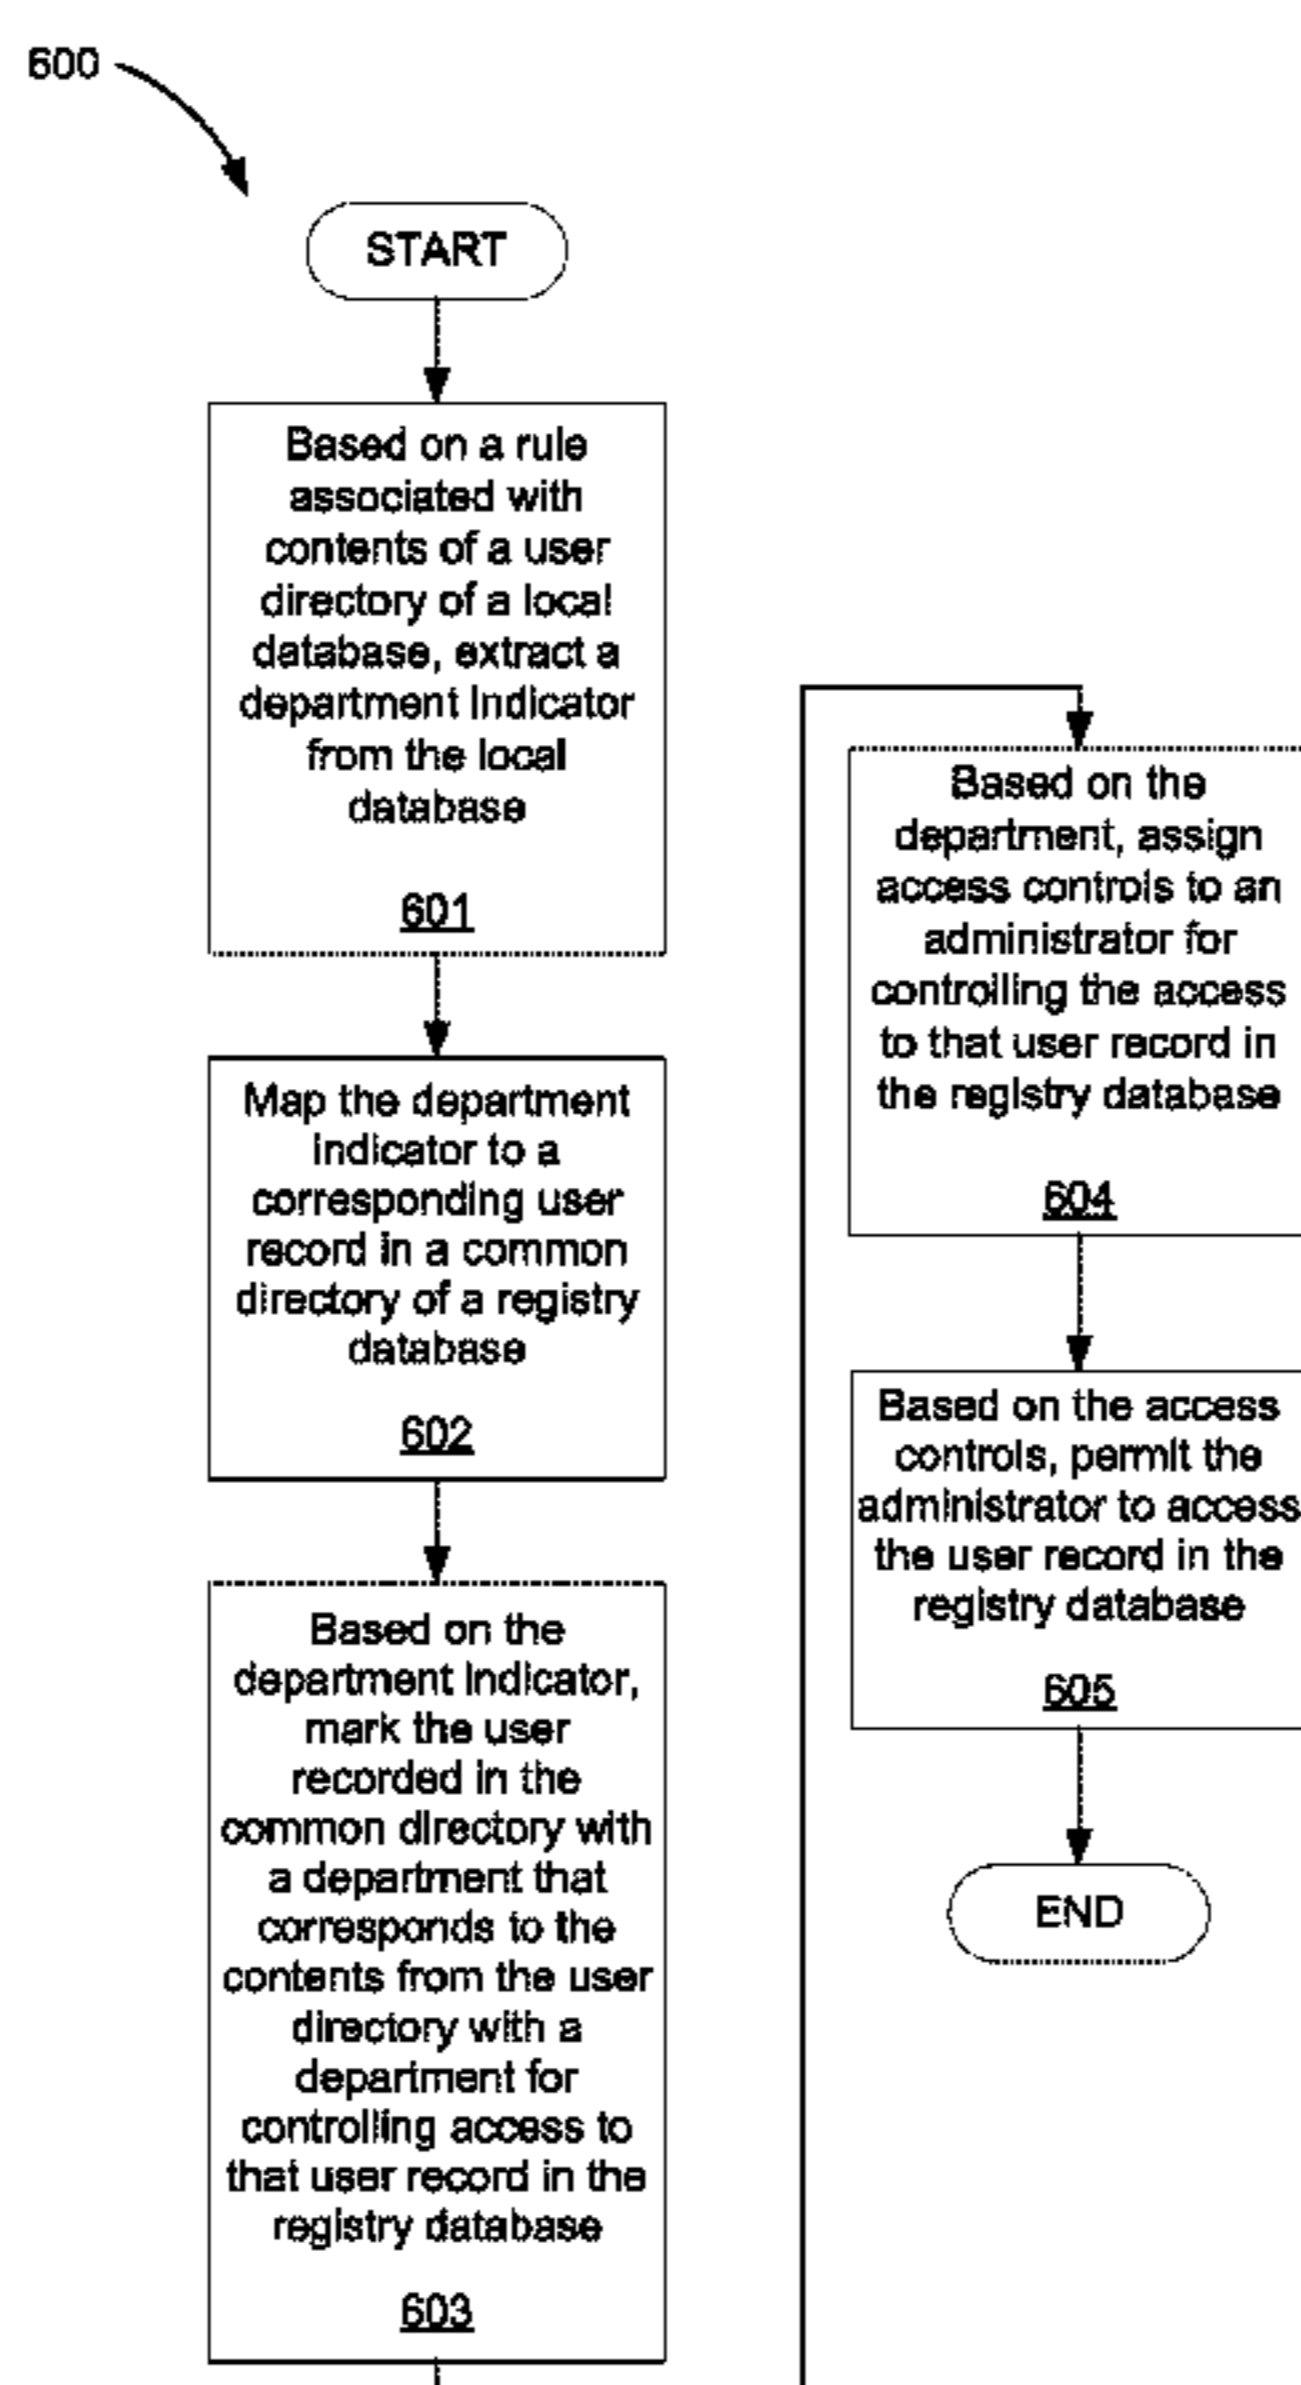 600
START
Based on a rule
associated with
contents of a user
directory of a local
database, extract a
department indicator
from the local
database
601
Map the department
indicator to a
corresponding user
record in a common
directory of a registry
database
602
Based on the
department indicator,
mark the user
recorded in the
common directory with
a department that
corresponds to the
contents from the user
directory with a
department for
controlling access to
that user record in the
registry database
603
Based on the
department, assign
access controls to an
administrator for
controlling the access
to that user record in
the registry database
604
Based on the access
controls, permit the
administrator to access
the user record in the
registry database
605
END